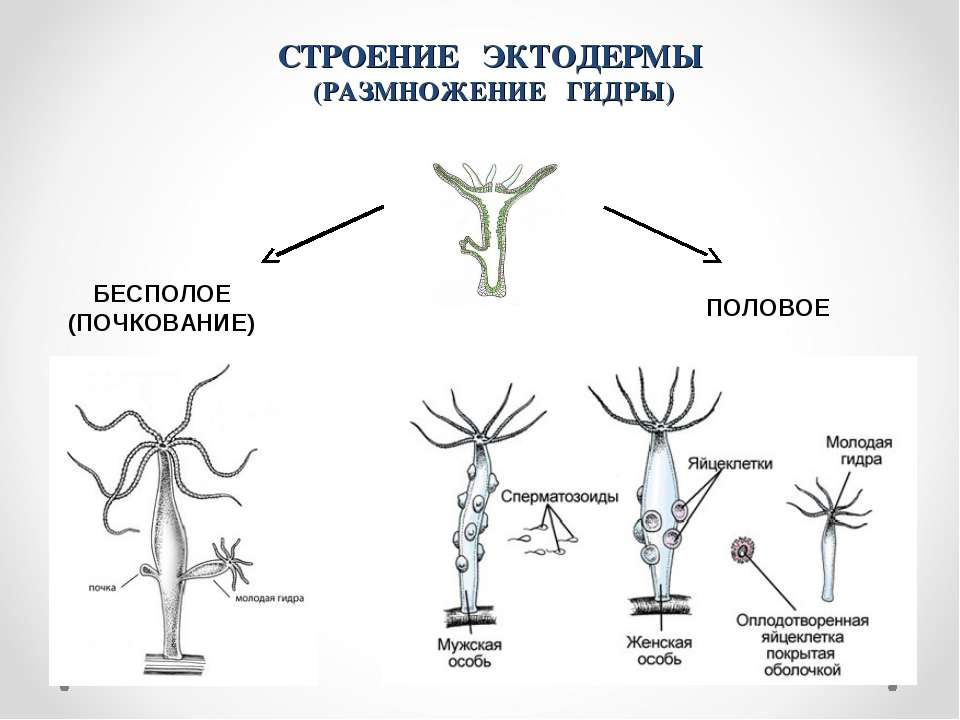 СТРОЕНИЕ ЭКТОДЕРМЫ
(РАЗМНОЖЕНИЕ ГИДРЫ)
БЕСПОЛОЕ
(ПОЧКОВАНИЕ)
ПОЛОВОЕ
почка
молодая гидра
Сперматозоиды
Мужская
особь
Яйцеклетки
Женская
особь
Молодая
гидра
Оплодотворенная
яйцеклетка
покрытая
оболочкой